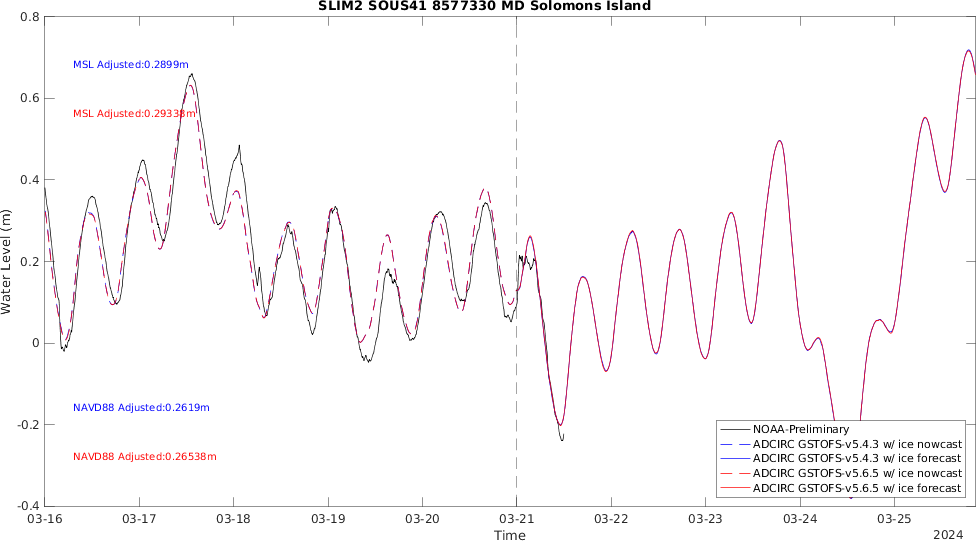 SLIM2 SOUS41 8577330 MD Solomons Island
MSL Adjusted:0.2899m
MSL Adjusted:0.29338m
NAVD88 Adjusted:0.2619m
NAVD88 Adjusted:0.26538m
Water Level (m)
0.8
0.6
0.4
0.2
0
-0.2
-0.4
NOAA-Preliminary
ADCIRC GSTOFS-v5.4.3 w/ ice nowcast
ADCIRC GSTOFS-v5.4.3 w/ ice forecast
ADCIRC GSTOFS-v5.6.5 w/ ice nowcast
ADCIRC GSTOFS-v5.6.5 w/ ice forecast
03-16 03-17 03-18 03-19 03-20 03-21 03-22 03-23 03-24 03-25
Time
2024